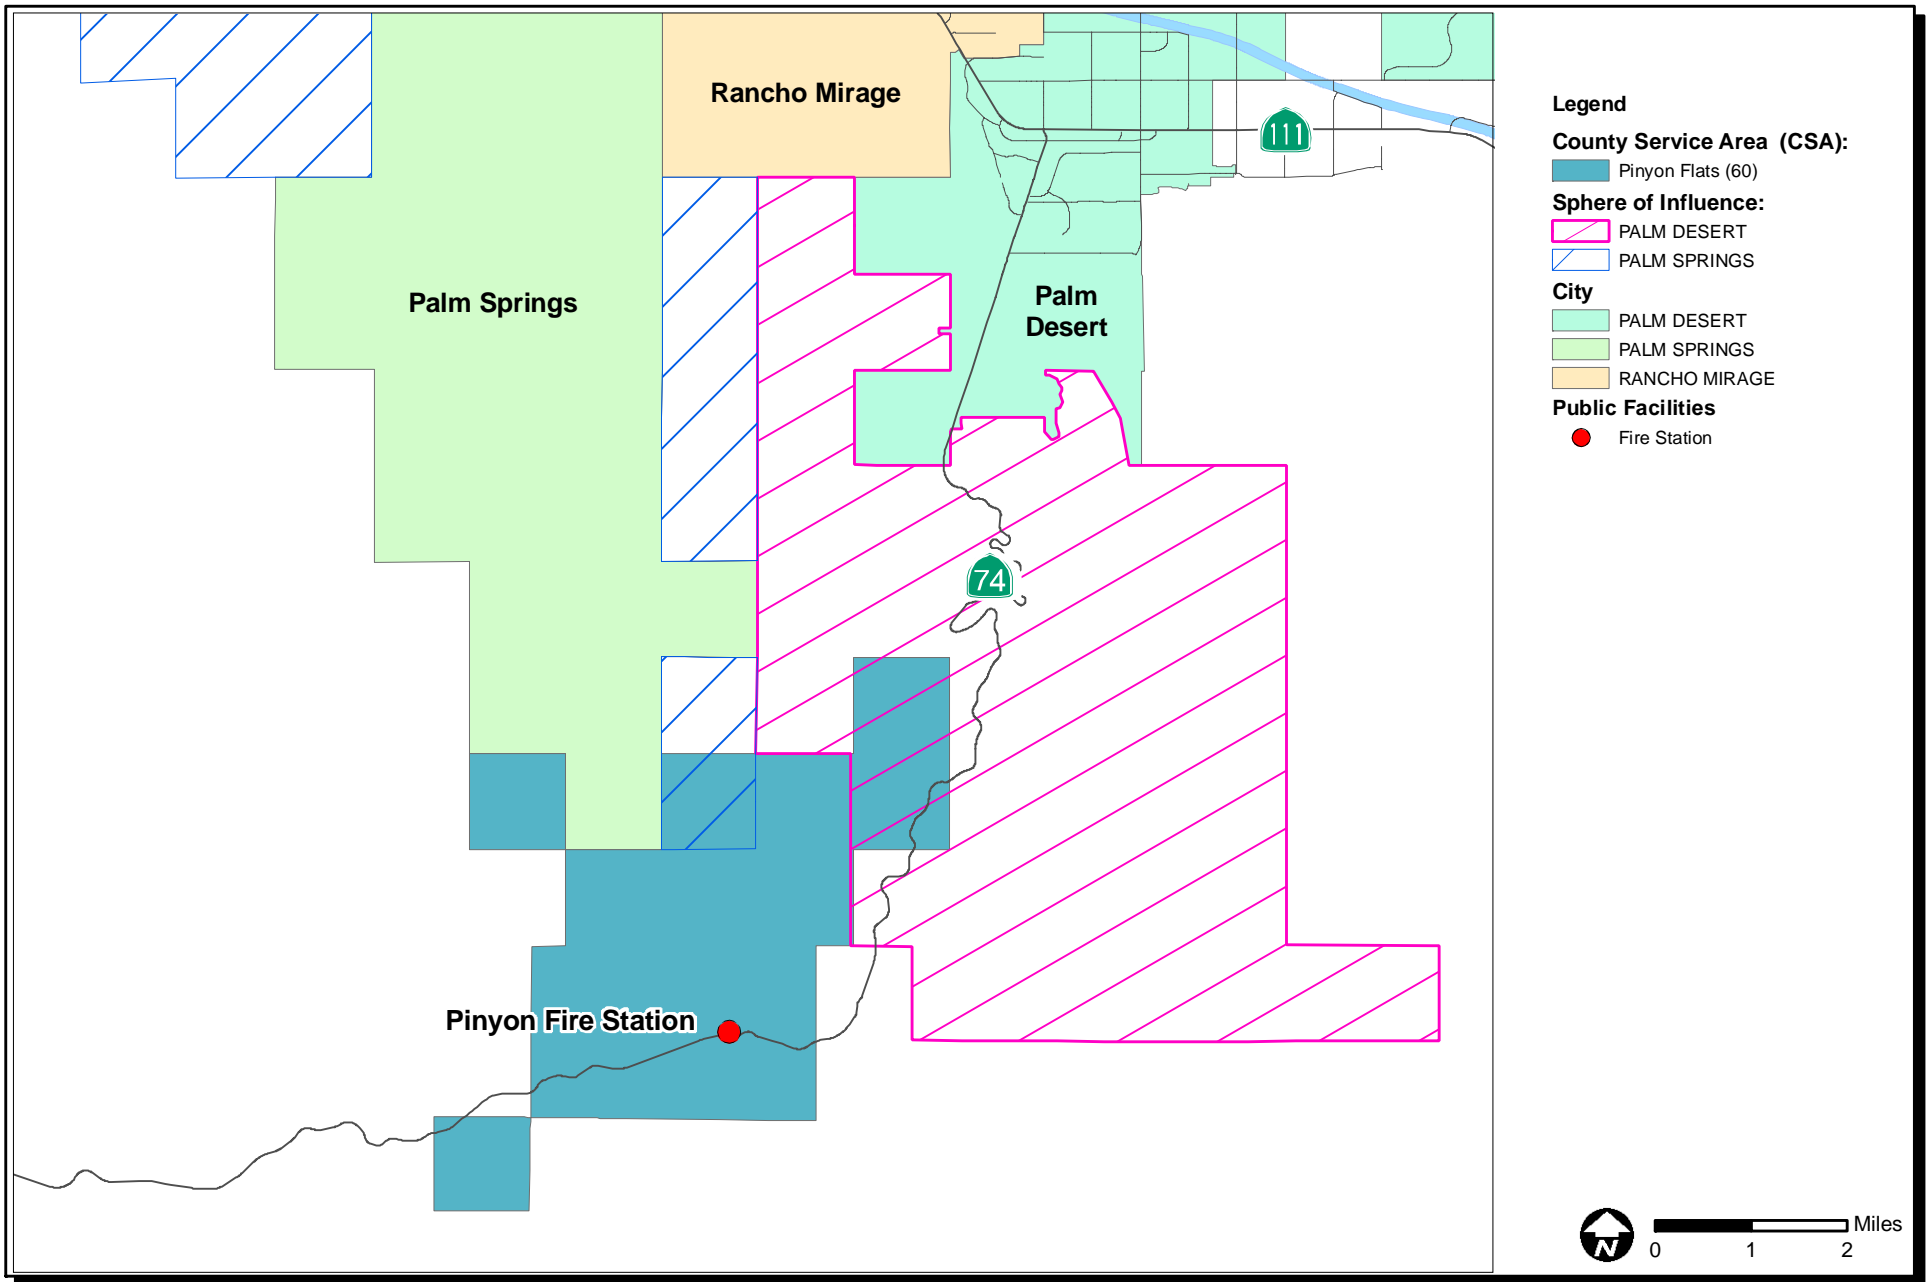 Rancho Mirage
111
Palm Springs
Palm
Desert
74
Pinyon Fire Station
Legend
County Service Area (CSA):
Pinyon Flats (60)
Sphere of Influence:
PALM DESERT
PALM SPRINGS
City
PALM DESERT
PALM SPRINGS
RANCHO MIRAGE
Public Facilities
Fire Station
N
Miles
0 1 2